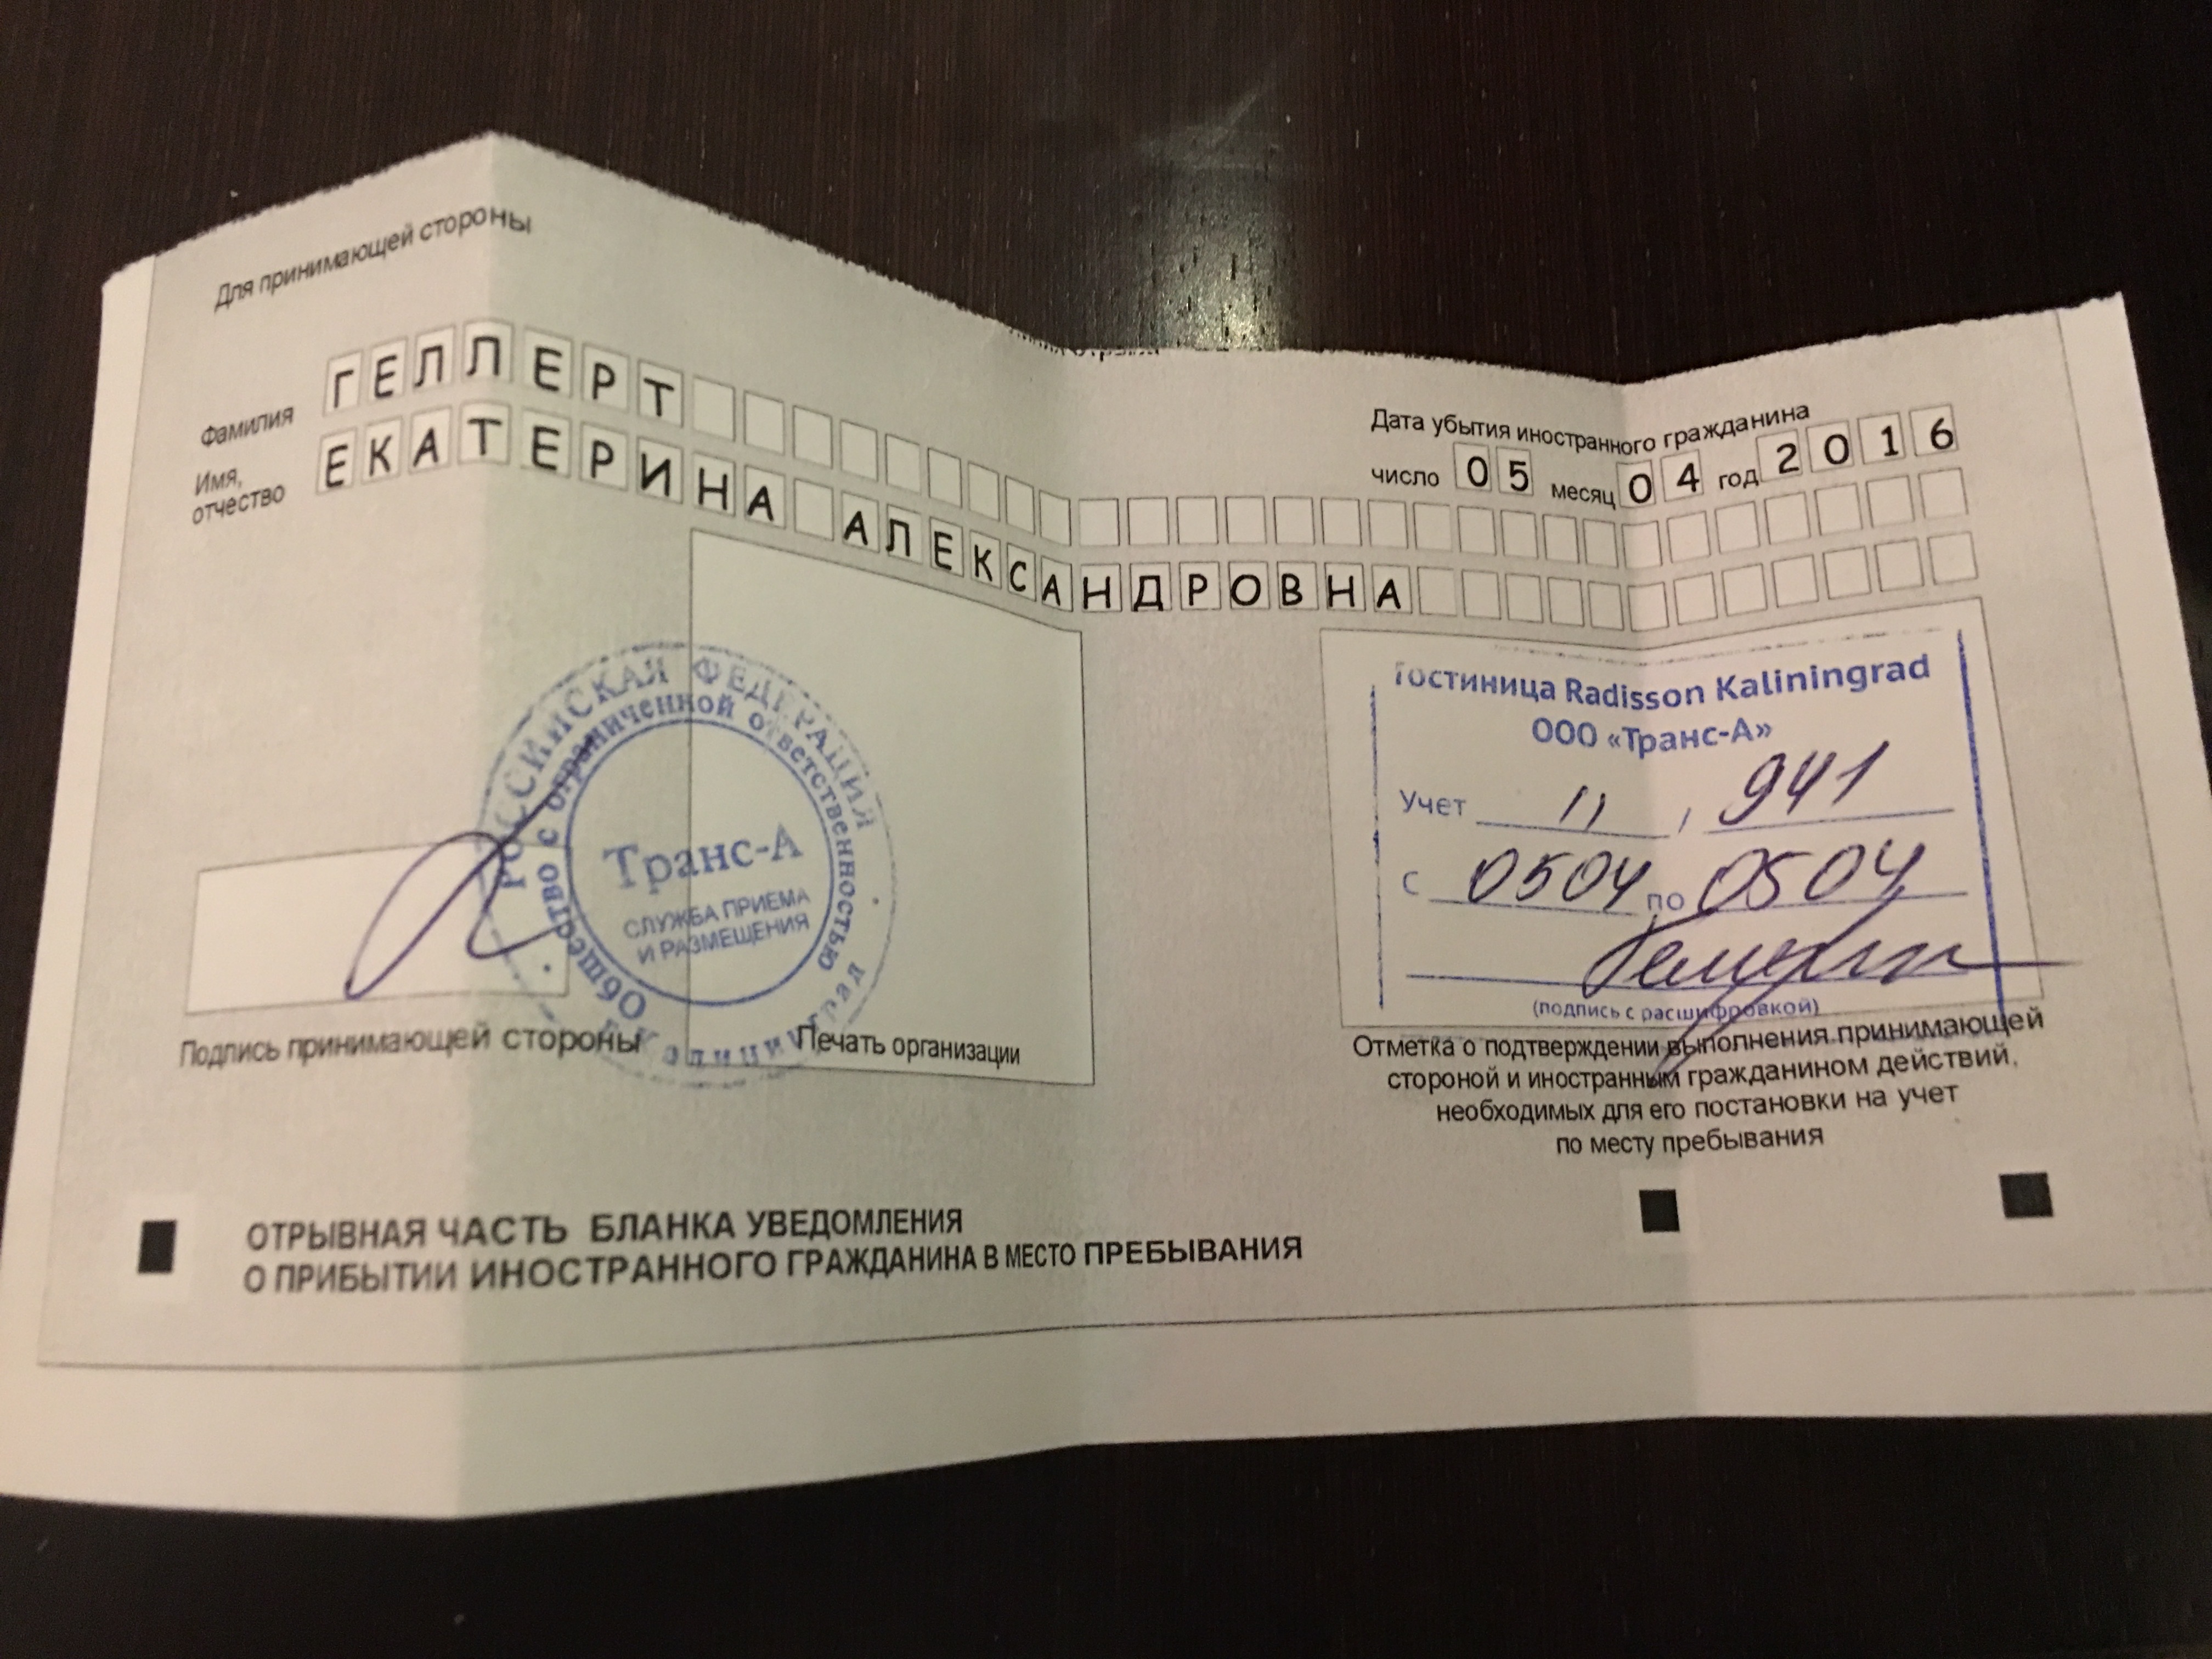 Для принимающей стороны
Фамилия ГЕЛЛЕРТ
Имя, отчество ЕКАТЕРИНА АЛЕКСАНДРОВНА
Дата убытия иностранного гражданина
число 05 месяц 04 год 2016
РОССИЙСКАЯ ФЕДЕРАЦИЯ
Общество с ограниченной ответственностью
Транс-А
СЛУЖБА ПРИЕМА
И РАЗМЕЩЕНИЯ
Подпись принимающей стороны
Печать организации
Гостиница Radisson Kaliningrad
ООО «Транс-А»
Учет 11 / 941
С 0504 по 0504
(подпись с расшифровкой)
Отметка о подтверждении выполнения принимающей
стороной и иностранным гражданином действий,
необходимых для его постановки на учет
по месту пребывания
ОТРЫВНАЯ ЧАСТЬ БЛАНКА УВЕДОМЛЕНИЯ
О ПРИБЫТИИ ИНОСТРАННОГО ГРАЖДАНИНА В МЕСТО ПРЕБЫВАНИЯ